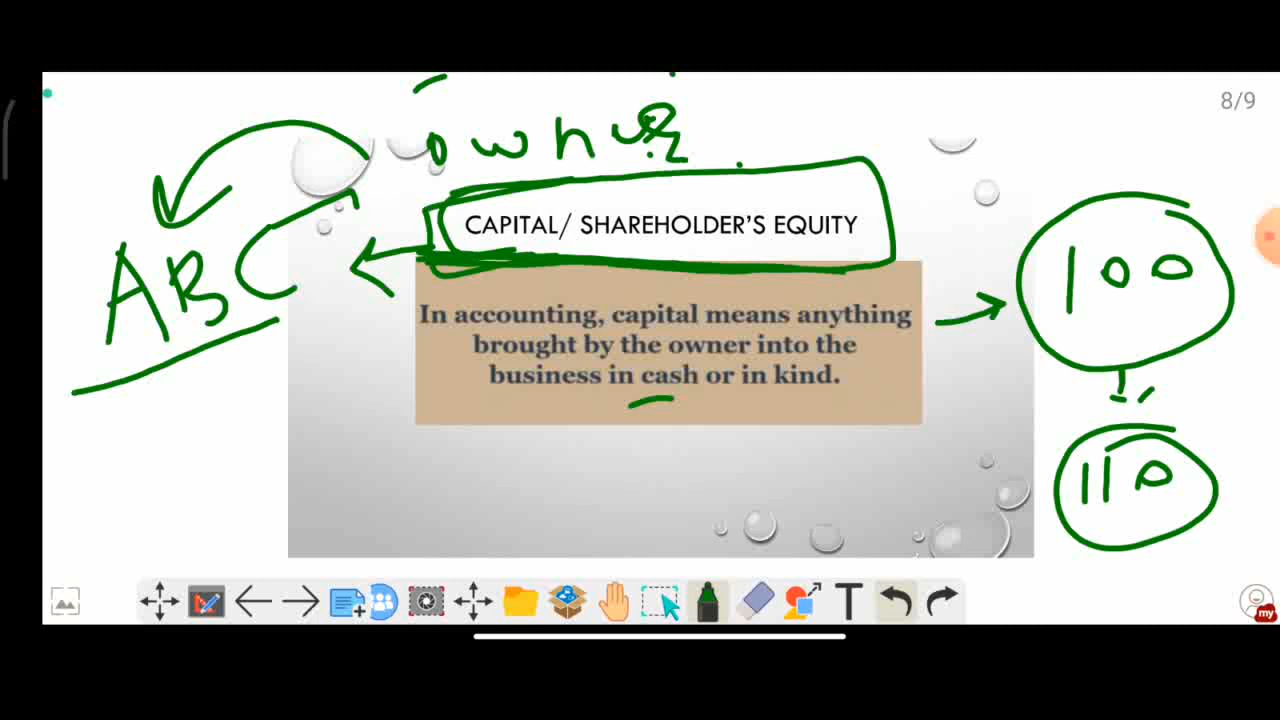 8/9
owner
CAPITAL/ SHAREHOLDER'S EQUITY
ABC
100
In accounting, capital means anything
brought by the owner into the
business in cash or in kind.
110
T
my